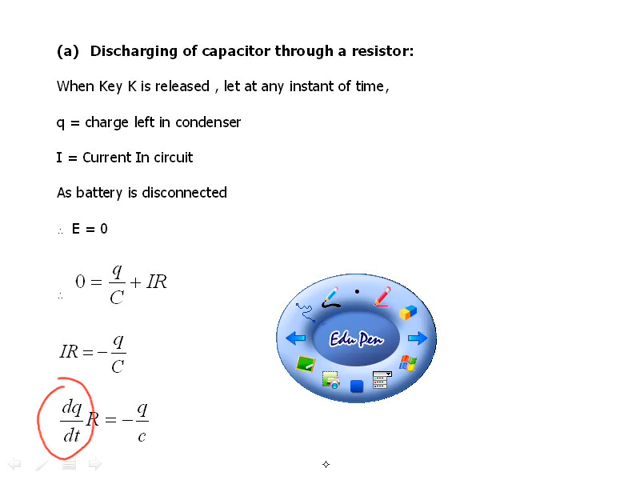 (a) Discharging of capacitor through a resistor:
When Key K is released , let at any instant of time,
q = charge left in condenser
I = Current In circuit
As battery is disconnected
∴ E = 0
∴ 0 = q/C + IR
IR = - q/C
dq/dt R = - q/c
Edu Pen